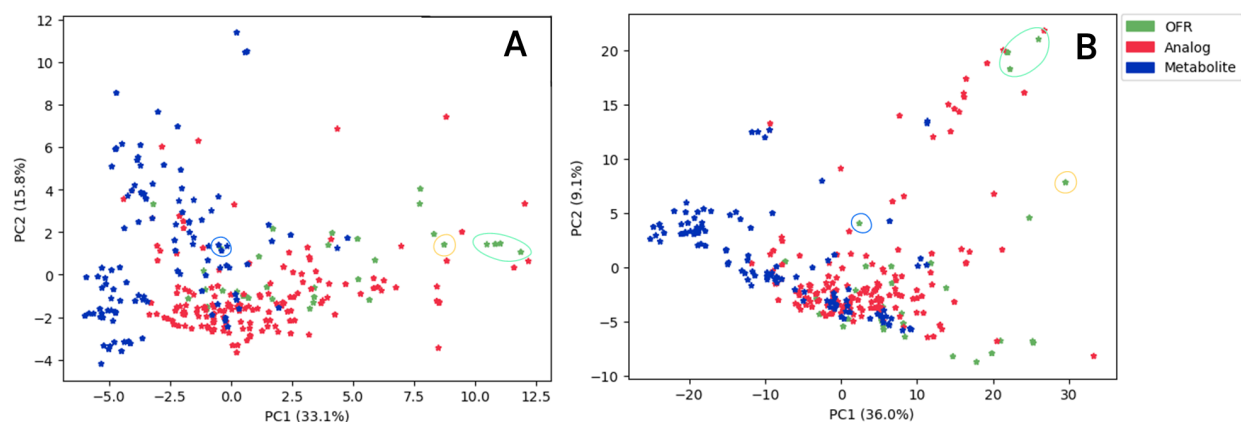 A
12
10
8
6
4
2
0
−2
−4
PC2 (15.8%)
−5.0 −2.5 0.0 2.5 5.0 7.5 10.0 12.5
PC1 (33.1%)
B
20
15
10
5
0
−5
−10
PC2 (9.1%)
−20 −10 0 10 20 30
PC1 (36.0%)
OFR
Analog
Metabolite